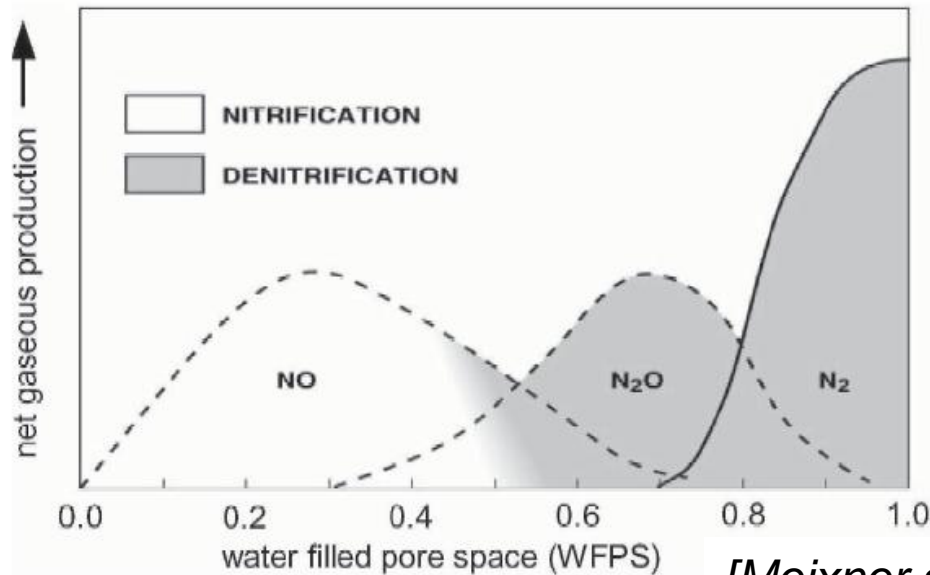 net gaseous production
NITRIFICATION
DENITRIFICATION
NO
N₂O
N₂
0.0 0.2 0.4 0.6 0.8 1.0
water filled pore space (WFPS)